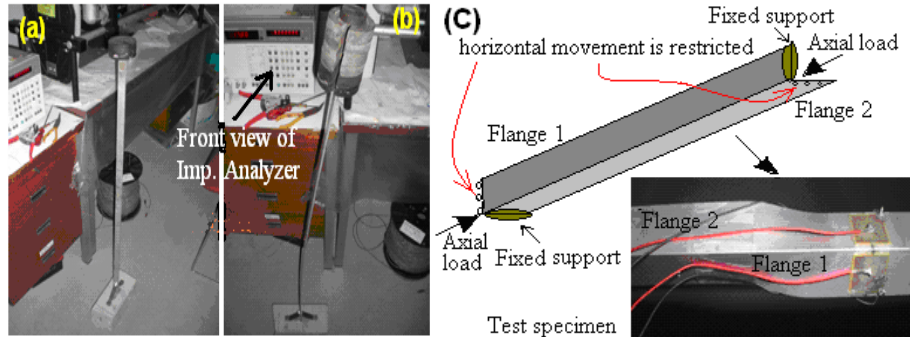 (a)
(b)
Front view of
Imp. Analyzer
(C)
Fixed support
horizontal movement is restricted
Axial load
Flange 1
Flange 2
Axial
load
Fixed support
Flange 2
Flange 1
Test specimen